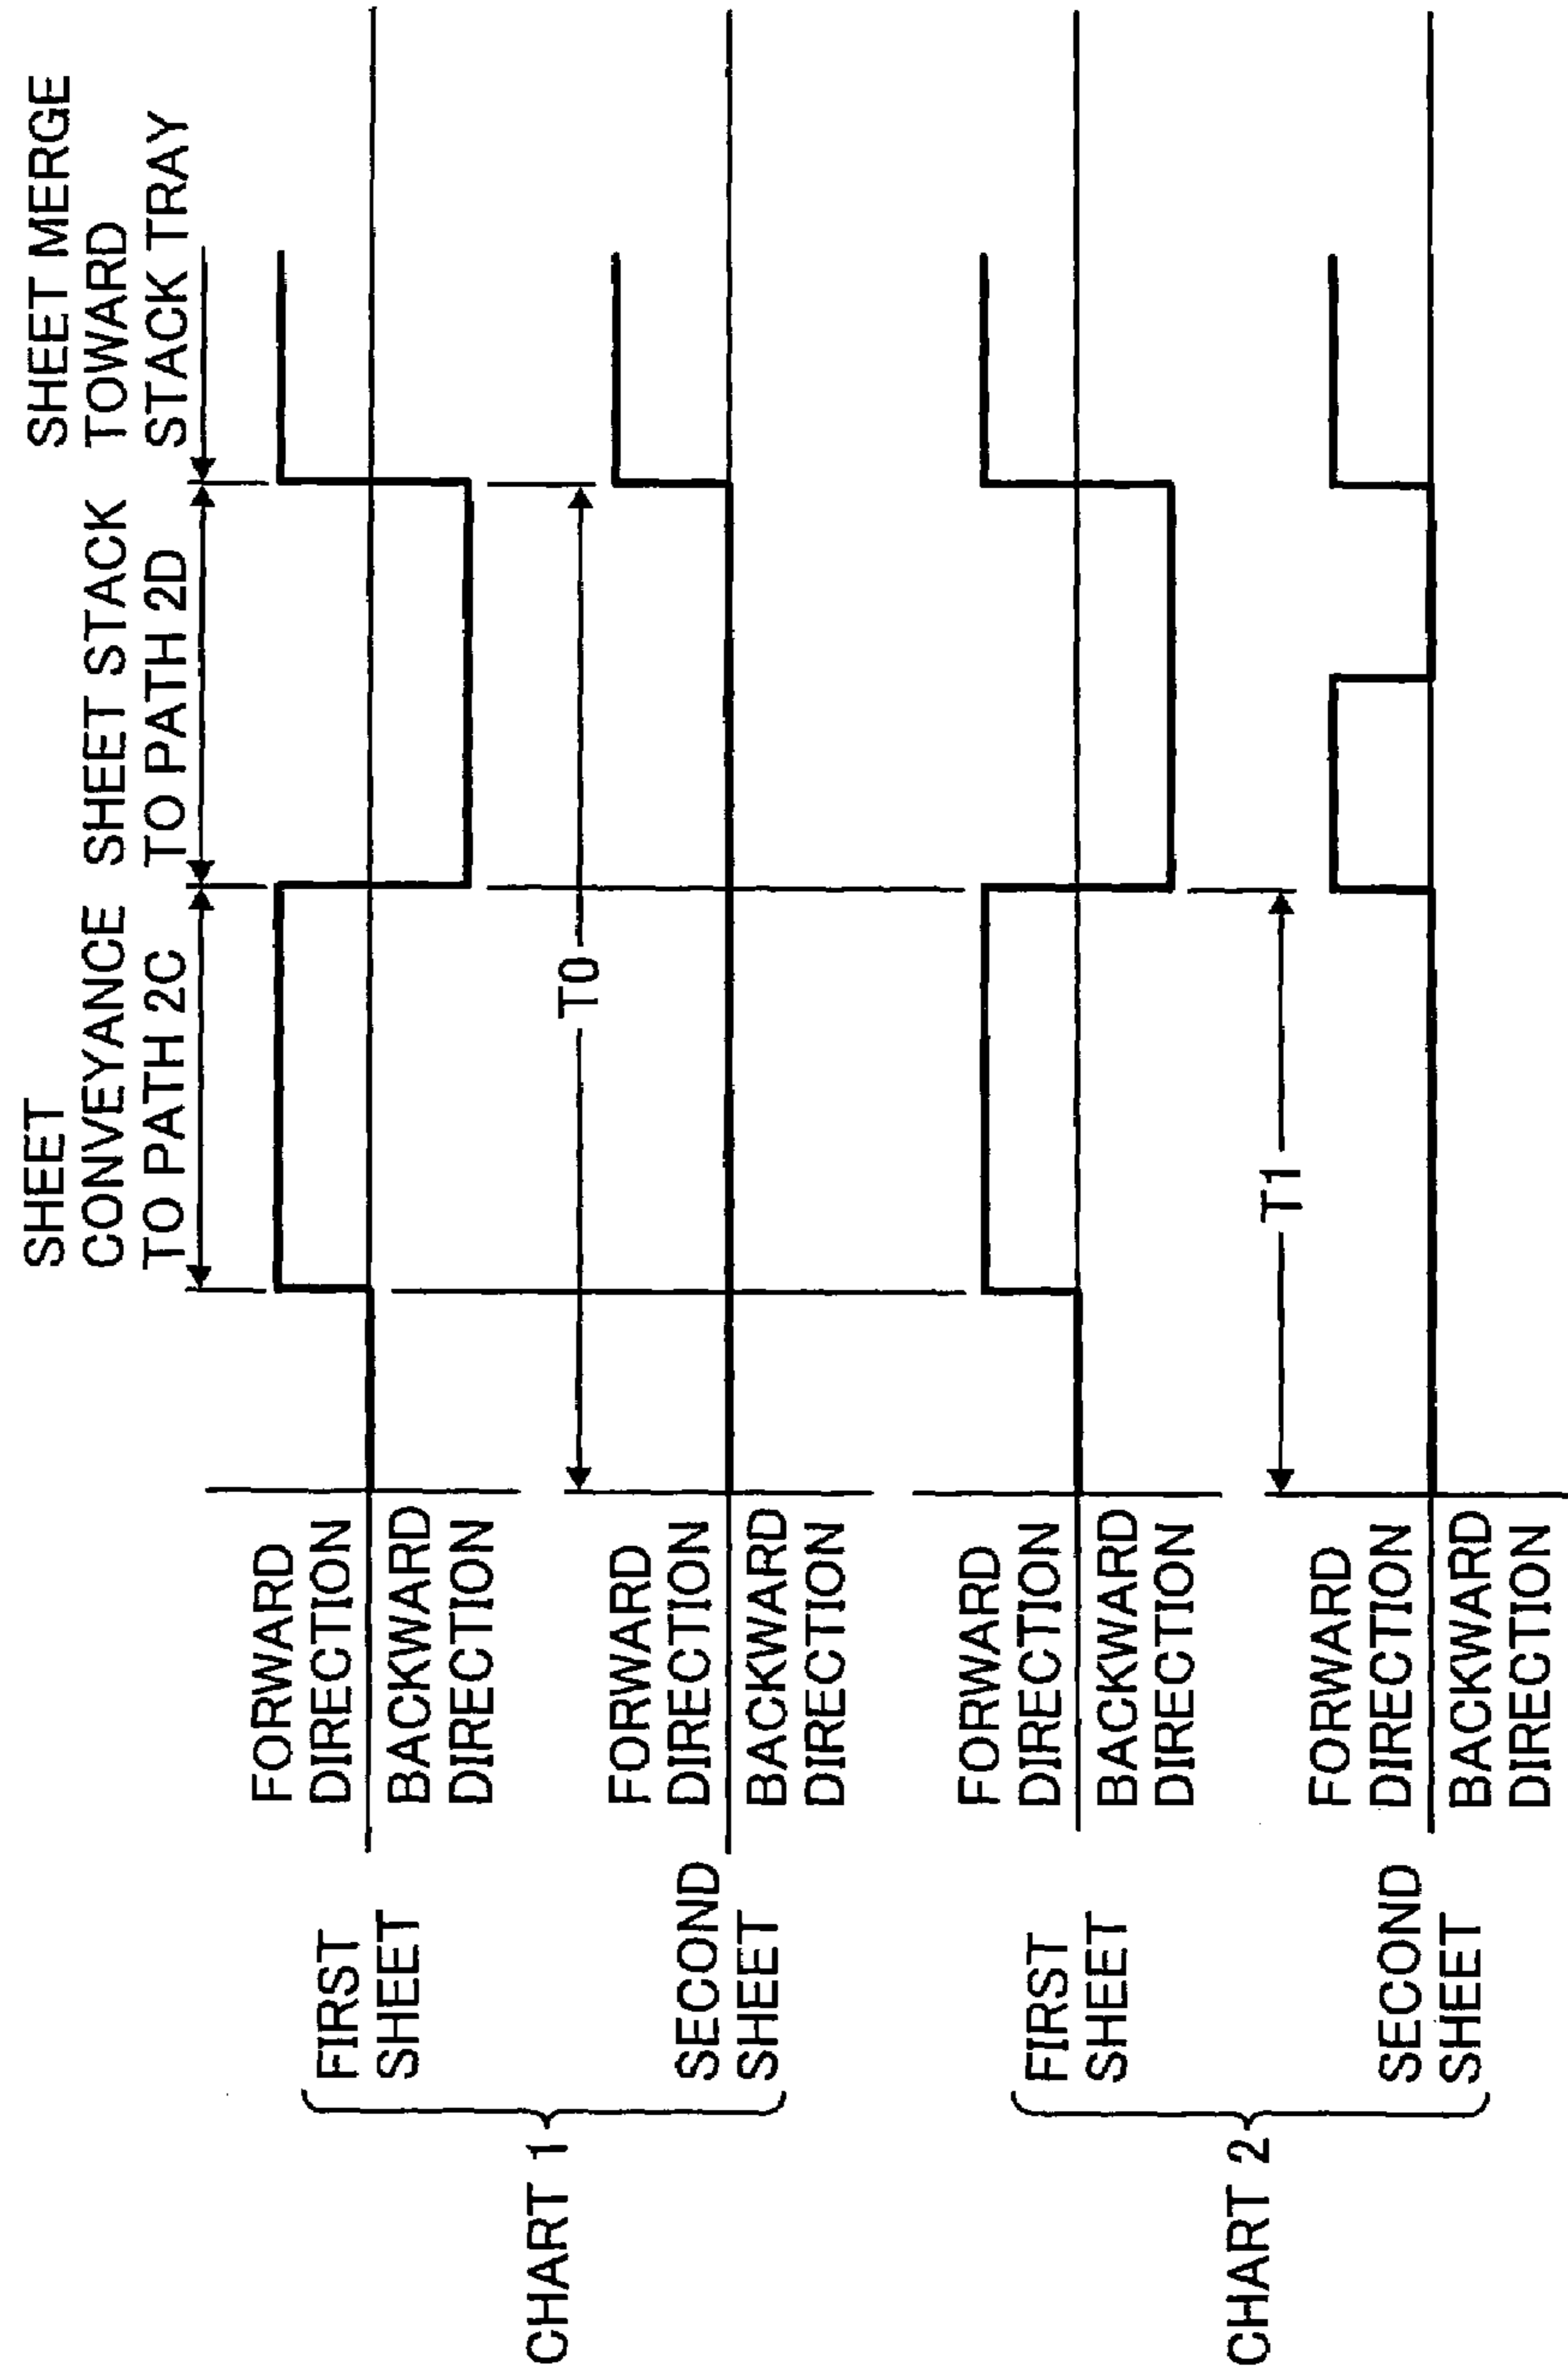 SHEET
CONVEYANCE
TO PATH 2C
SHEET STACK
TO PATH 2D
SHEET MERGE
TOWARD
STACK TRAY
CHART 1
FIRST
SHEET
FORWARD
DIRECTION
BACKWARD
DIRECTION
T0
SECOND
SHEET
FORWARD
DIRECTION
BACKWARD
DIRECTION
CHART 2
FIRST
SHEET
FORWARD
DIRECTION
BACKWARD
DIRECTION
T1
SECOND
SHEET
FORWARD
DIRECTION
BACKWARD
DIRECTION